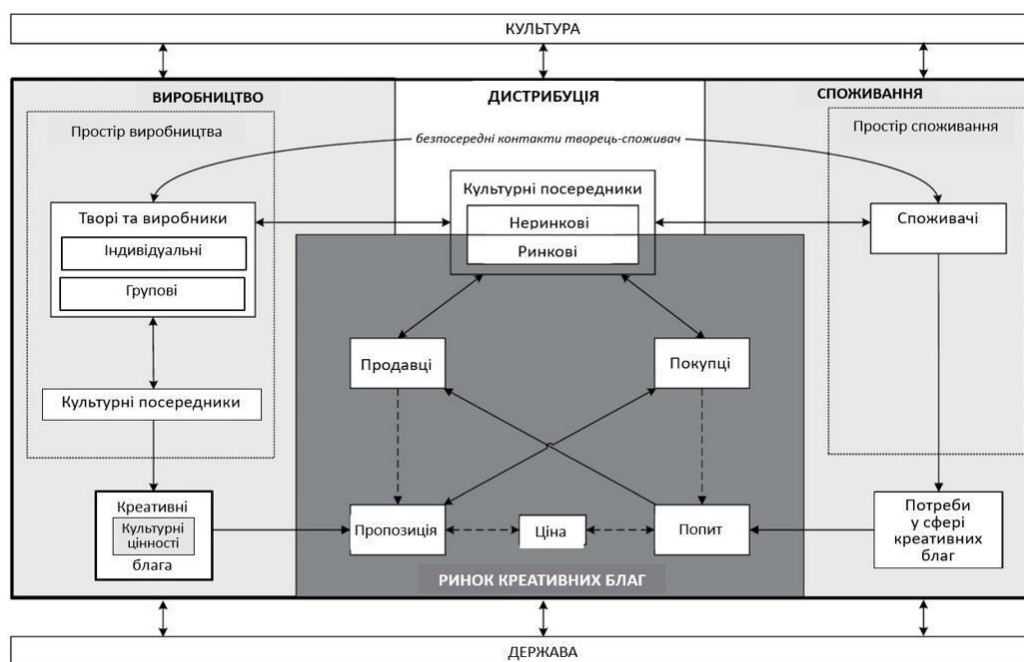 КУЛЬТУРА
ВИРОБНИЦТВО
ДИСТРИБУЦІЯ
СПОЖИВАННЯ
Простір виробництва
Простір споживання
безпосередні контакти творець-споживач
Культурні посередники
Неринкові
Ринкові
Творі та виробники
Індивідуальні
Групові
Споживачі
Продавці
Покупці
Культурні посередники
Креативні
Культурні
цінності
блага
Пропозиція
Ціна
Попит
Потреби
у сфері
креативних
благ
РИНОК КРЕАТИВНИХ БЛАГ
ДЕРЖАВА